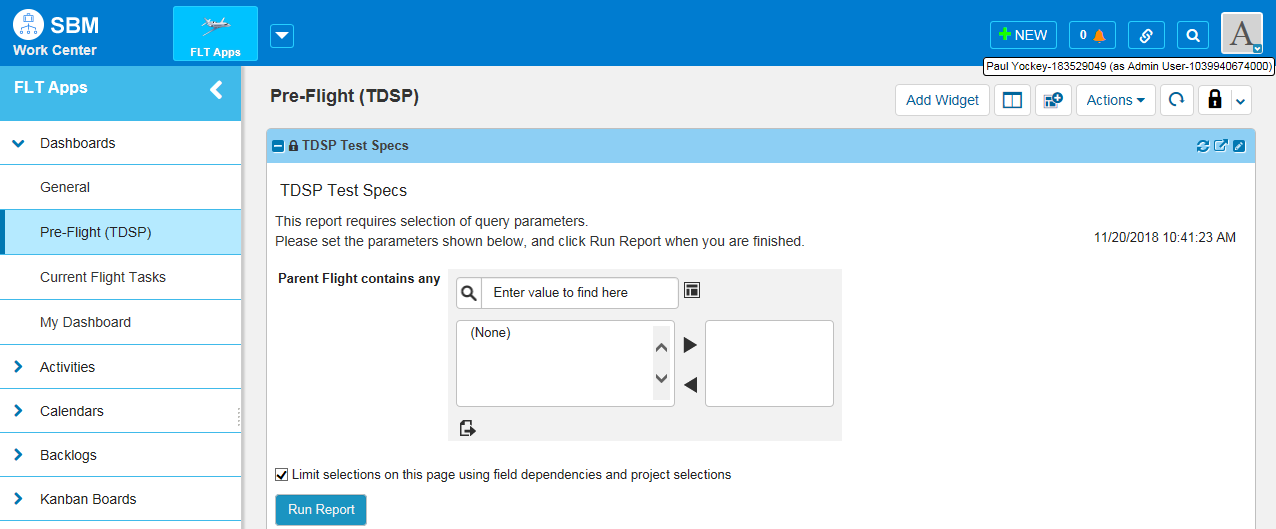 SBM
Work Center
FLT Apps
NEW
0
A
Paul Yockey-183529049 (as Admin User-1039940674000)
FLT Apps
Dashboards
General
Pre-Flight (TDSP)
Current Flight Tasks
My Dashboard
Activities
Calendars
Backlogs
Kanban Boards
Pre-Flight (TDSP)
Add Widget
Actions
TDSP Test Specs
TDSP Test Specs
This report requires selection of query parameters.
Please set the parameters shown below, and click Run Report when you are finished.
11/20/2018 10:41:23 AM
Parent Flight contains any
Enter value to find here
(None)
Limit selections on this page using field dependencies and project selections
Run Report